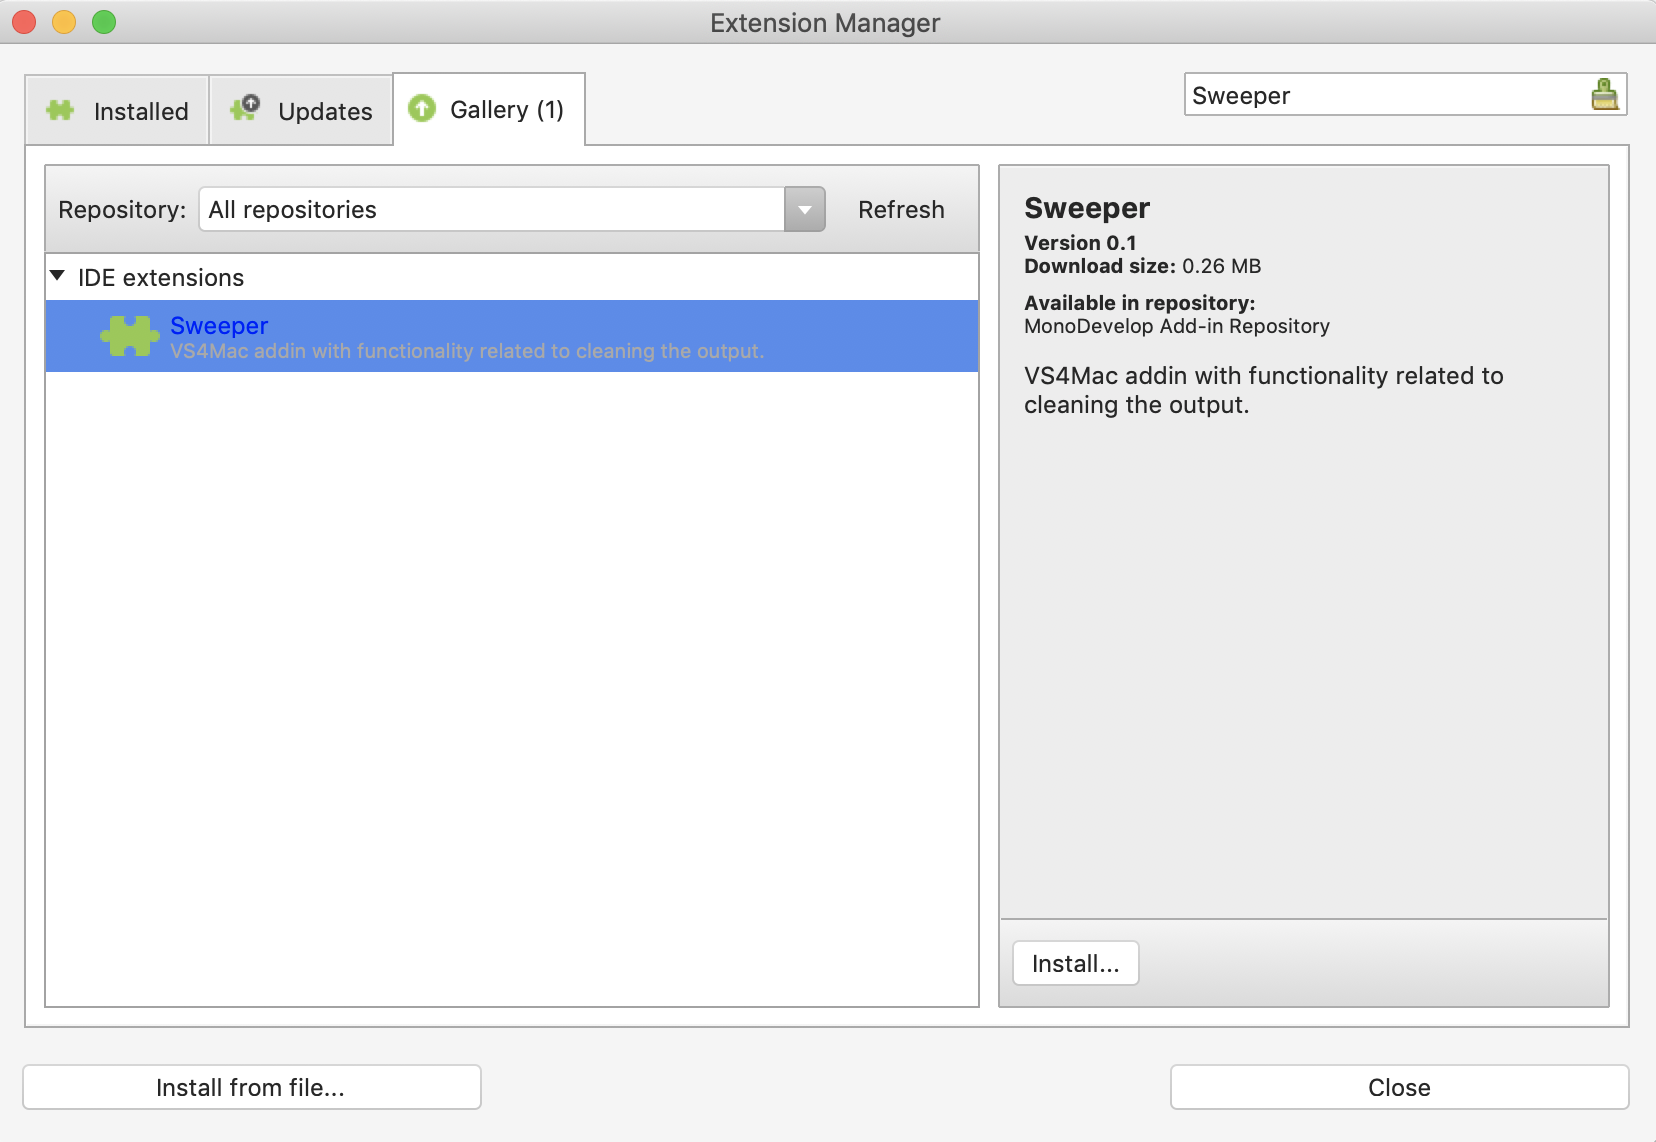 Extension Manager
Installed
Updates
Gallery (1)
Sweeper
Repository:
All repositories
Refresh
IDE extensions
Sweeper
VS4Mac addin with functionality related to cleaning the output.
Sweeper
Version 0.1
Download size: 0.26 MB
Available in repository:
MonoDevelop Add-in Repository
VS4Mac addin with functionality related to
cleaning the output.
Install...
Install from file...
Close